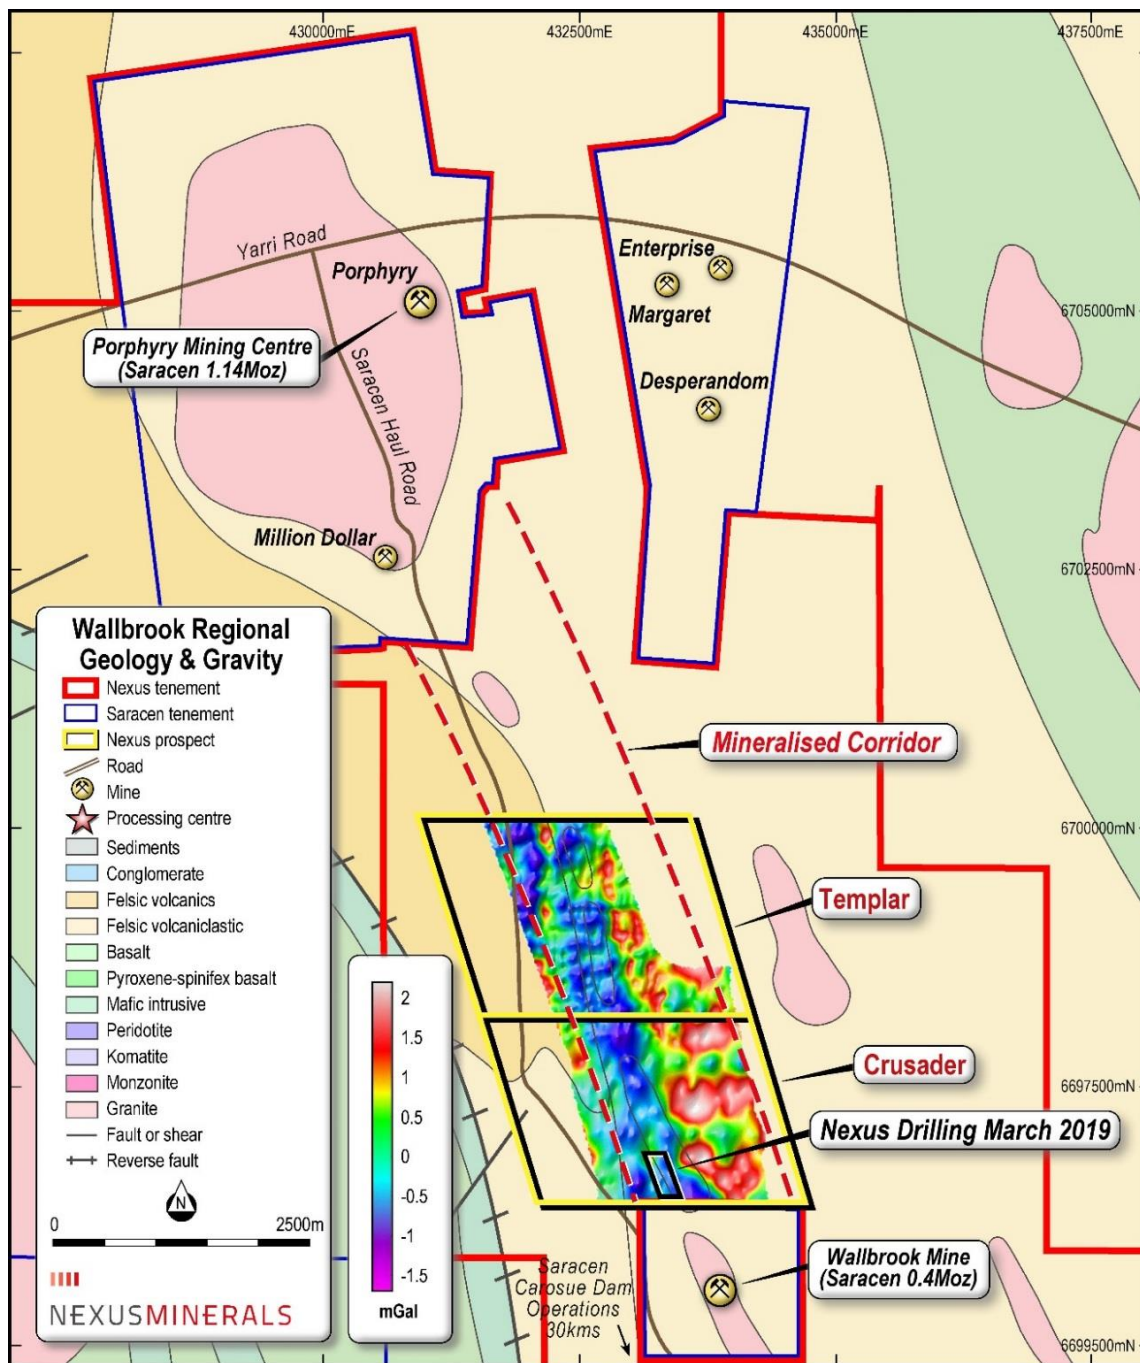 430000mE
432500mE
435000mE
437500mE
Yarri Road
Porphyry
Enterprise
Margaret
6705000mN
Porphyry Mining Centre
(Saracen 1.14Moz)
Saracen Haul Road
Desperandom
Million Dollar
6702500mN
Wallbrook Regional
Geology & Gravity
Nexus tenement
Saracen tenement
Nexus prospect
Road
Mine
Processing centre
Sediments
Conglomerate
Felsic volcanics
Felsic volcaniclastic
Basalt
Pyroxene-spinifex basalt
Mafic intrusive
Peridotite
Komatite
Monzonite
Granite
Fault or shear
Reverse fault
N
0
2500m
NEXUSMINERALS
Mineralised Corridor
6700000mN
Templar
2
1.5
1
0.5
0
-0.5
-1
-1.5
mGal
Crusader
6697500mN
Nexus Drilling March 2019
Wallbrook Mine
(Saracen 0.4Moz)
Saracen
Carosue Dam
Operations
30kms
6699500mN